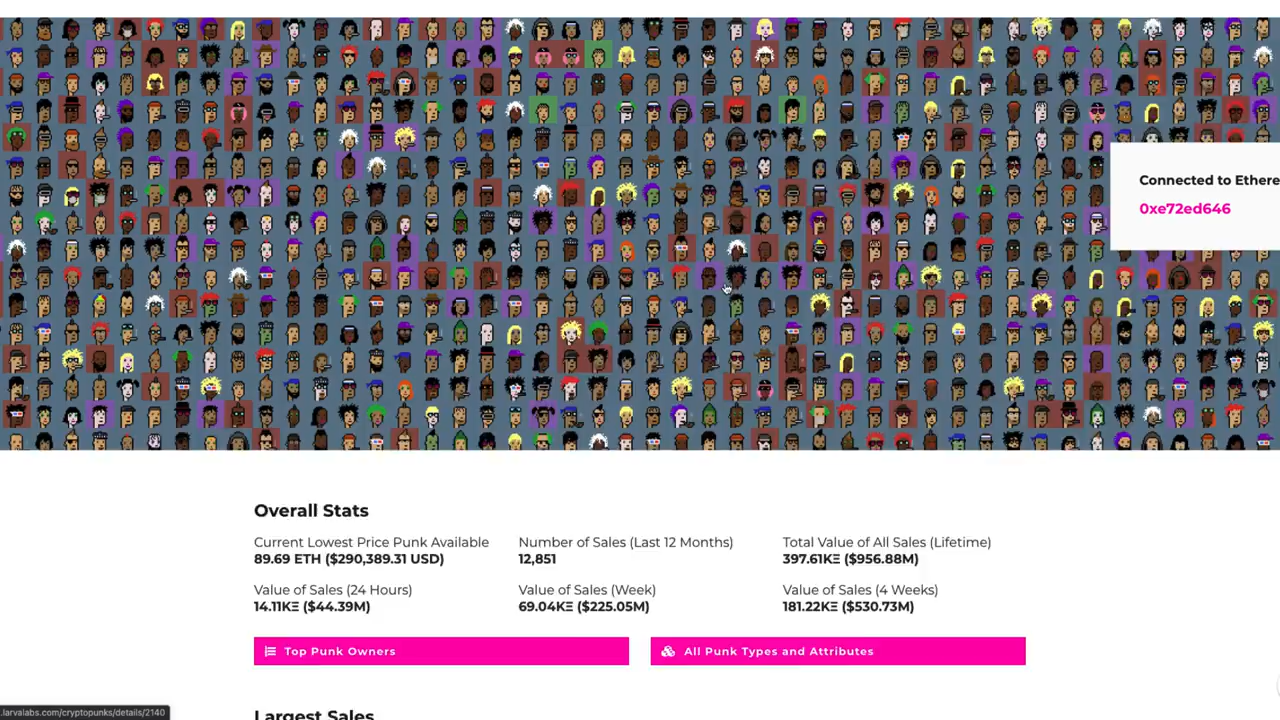 Connected to Ethere
0xe72ed646
Overall Stats
Current Lowest Price Punk Available
89.69 ETH ($290,389.31 USD)
Number of Sales (Last 12 Months)
12,851
Total Value of All Sales (Lifetime)
397.61KΞ ($956.88M)
Value of Sales (24 Hours)
14.11KΞ ($44.39M)
Value of Sales (Week)
69.04KΞ ($225.05M)
Value of Sales (4 Weeks)
181.22KΞ ($530.73M)
Top Punk Owners
All Punk Types and Attributes
Largest Sales
.larvalabs.com/cryptopunks/details/2140